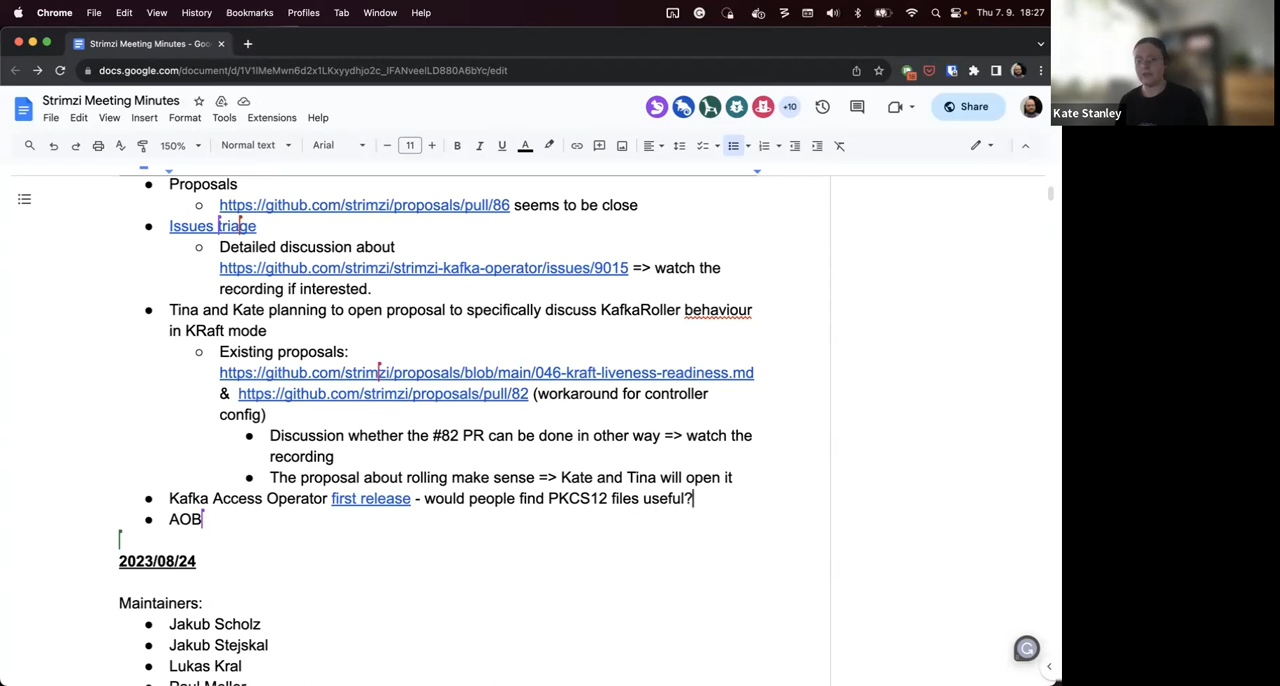 Chrome File Edit View History Bookmarks Profiles Tab Window Help Thu 7. 9. 18:27
Strimzi Meeting Minutes - Goo
docs.google.com/document/d/1V1lMeMwn6d2x1LKxyydhjo2c_IFANveelLD880A6bYc/edit
Strimzi Meeting Minutes
+10
Share
File Edit View Insert Format Tools Extensions Help
150% Normal text Arial 11 B I U A
Proposals
https://github.com/strimzi/proposals/pull/86 seems to be close
Issues triage
Detailed discussion about
https://github.com/strimzi/strimzi-kafka-operator/issues/9015 => watch the
recording if interested.
Tina and Kate planning to open proposal to specifically discuss KafkaRoller behaviour
in KRaft mode
Existing proposals:
https://github.com/strimzi/proposals/blob/main/046-kraft-liveness-readiness.md
& https://github.com/strimzi/proposals/pull/82 (workaround for controller
config)
Discussion whether the #82 PR can be done in other way => watch the
recording
The proposal about rolling make sense => Kate and Tina will open it
Kafka Access Operator first release - would people find PKCS12 files useful?
AOB
2023/08/24
Maintainers:
Jakub Scholz
Jakub Stejskal
Lukas Kral
Paul Mellor
Kate Stanley